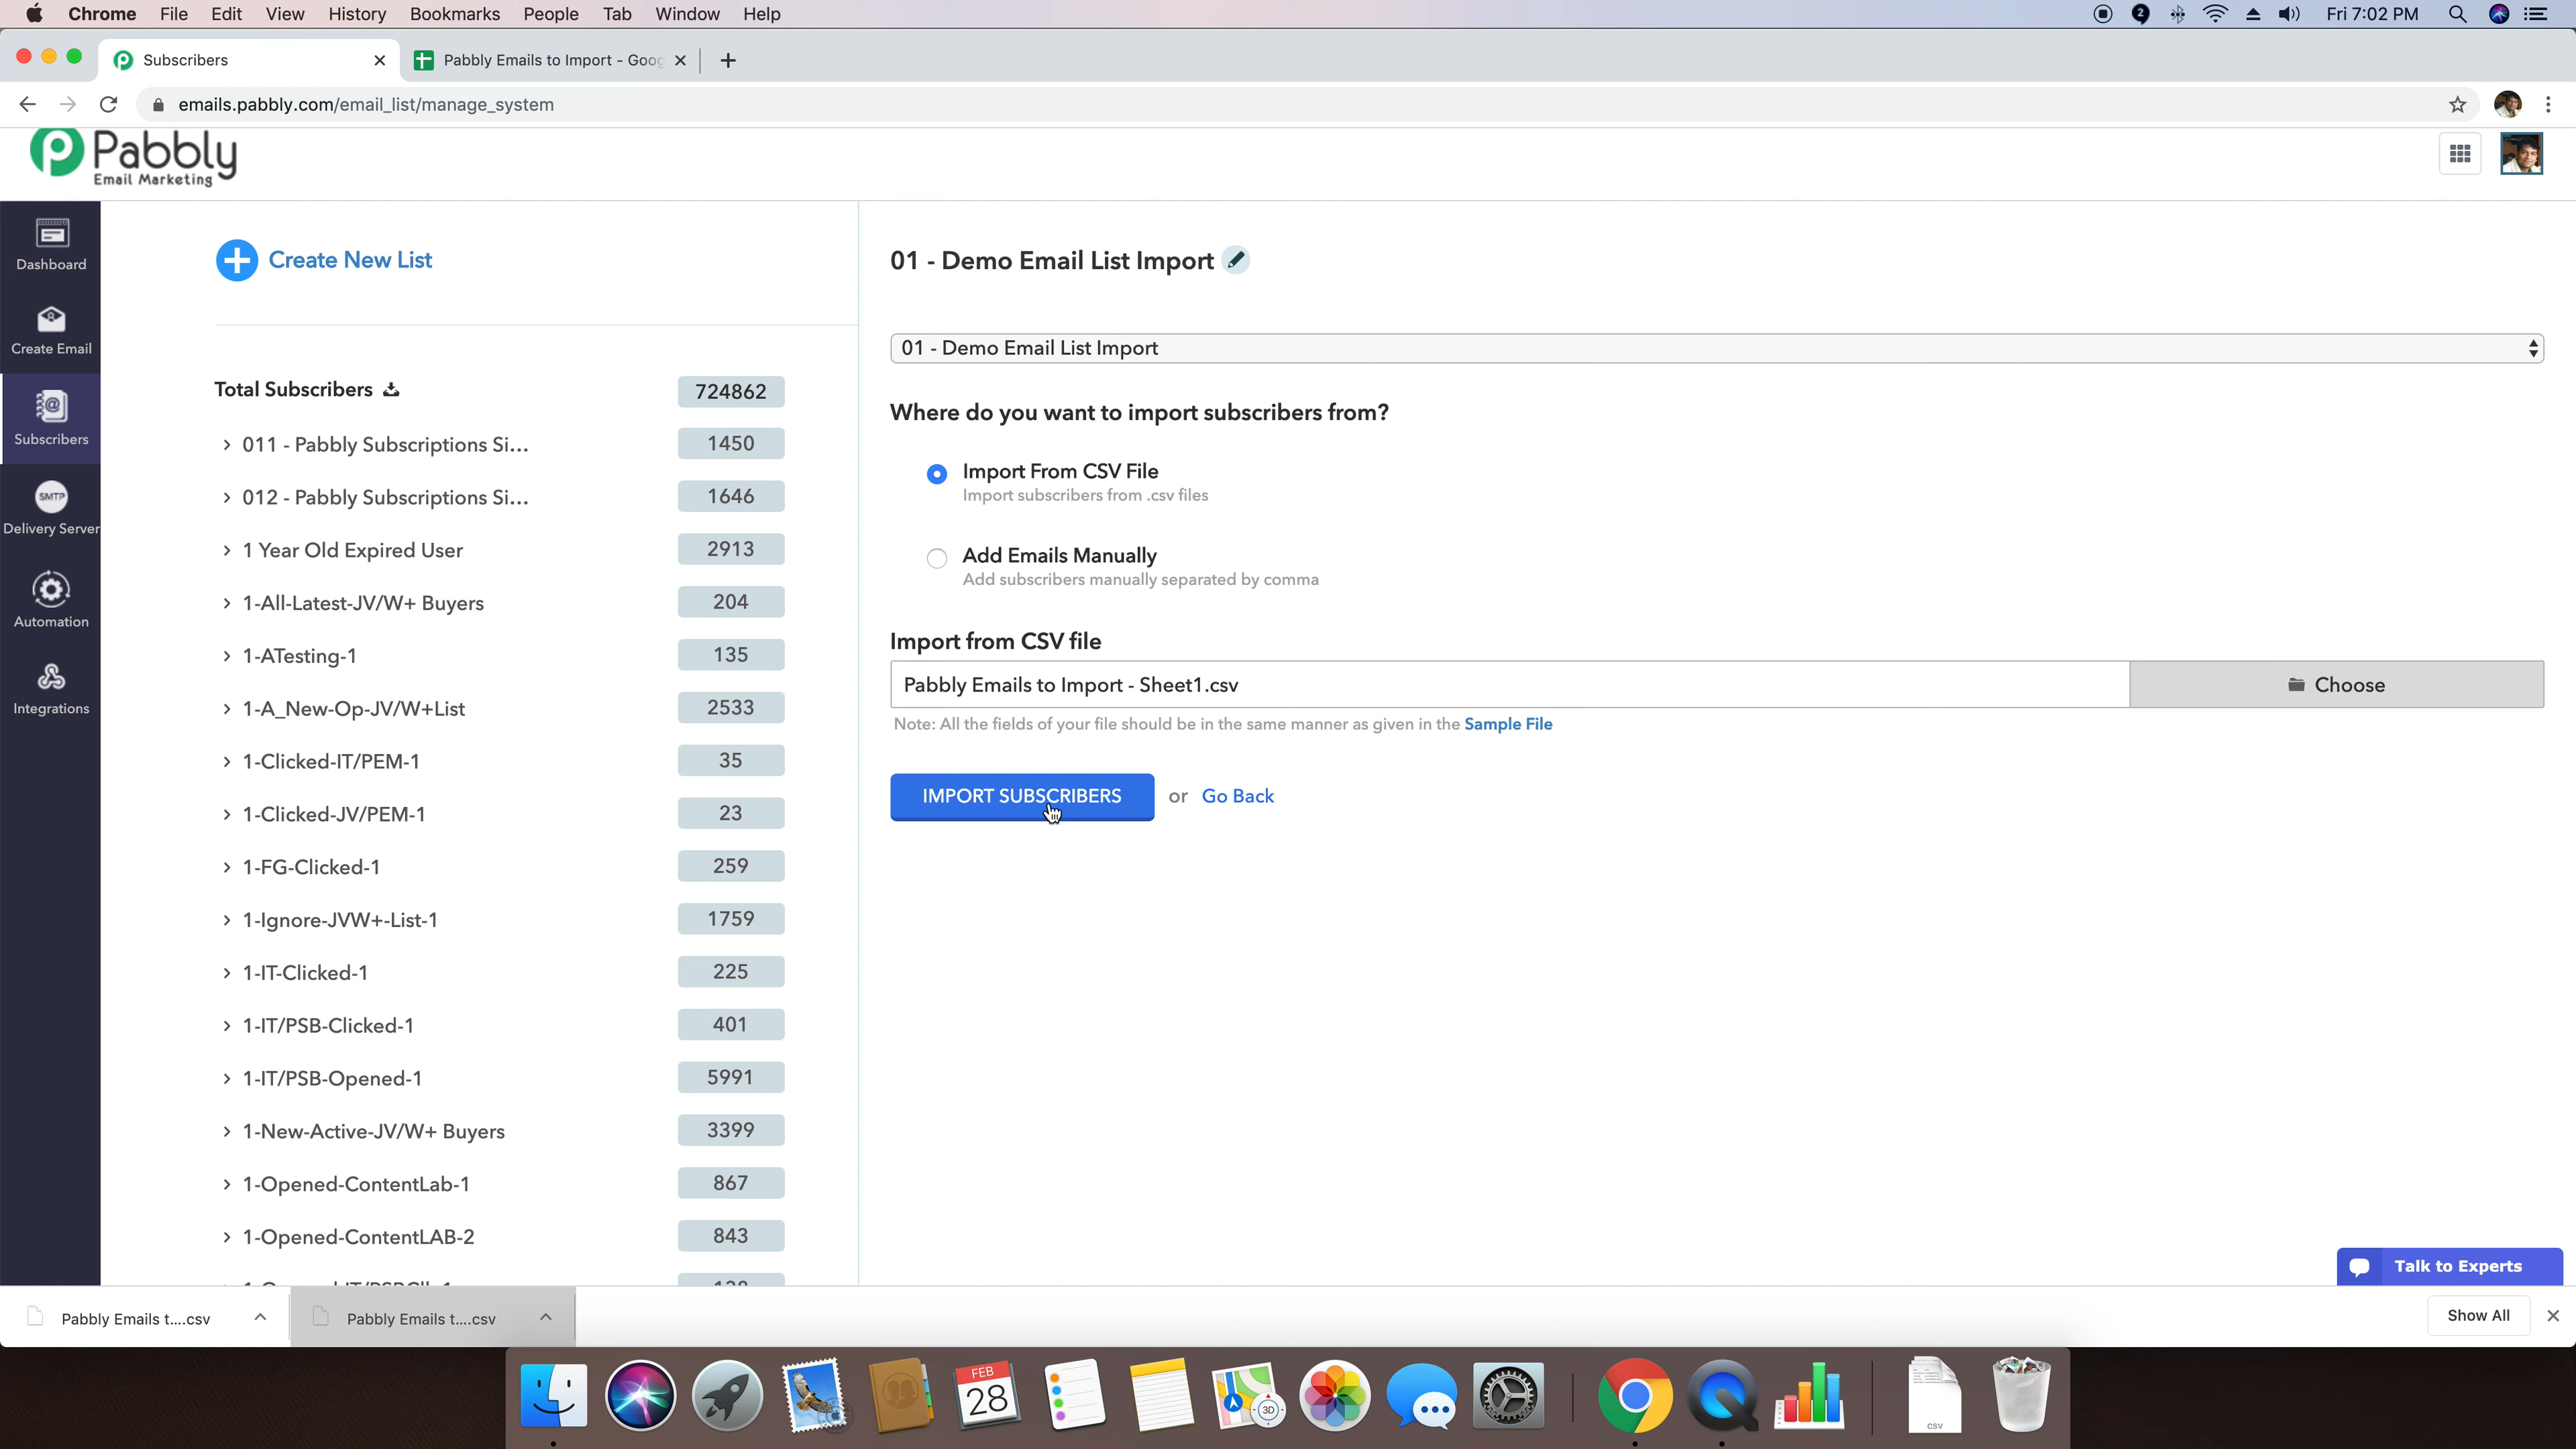 Chrome File Edit View History Bookmarks People Tab Window Help
2 Fri 7:02 PM
Subscribers
Pabbly Emails to Import - Goog
emails.pabbly.com/email_list/manage_system
Pabbly
Email Marketing
Dashboard
Create Email
Subscribers
SMTP
Delivery Server
Automation
Integrations
Create New List
Total Subscribers 724862
011 - Pabbly Subscriptions Si... 1450
012 - Pabbly Subscriptions Si... 1646
1 Year Old Expired User 2913
1-All-Latest-JV/W+ Buyers 204
1-ATesting-1 135
1-A_New-Op-JV/W+List 2533
1-Clicked-IT/PEM-1 35
1-Clicked-JV/PEM-1 23
1-FG-Clicked-1 259
1-Ignore-JVW+-List-1 1759
1-IT-Clicked-1 225
1-IT/PSB-Clicked-1 401
1-IT/PSB-Opened-1 5991
1-New-Active-JV/W+ Buyers 3399
1-Opened-ContentLab-1 867
1-Opened-ContentLAB-2 843
01 - Demo Email List Import
01 - Demo Email List Import
Where do you want to import subscribers from?
Import From CSV File
Import subscribers from .csv files
Add Emails Manually
Add subscribers manually separated by comma
Import from CSV file
Pabbly Emails to Import - Sheet1.csv Choose
Note: All the fields of your file should be in the same manner as given in the Sample File
IMPORT SUBSCRIBERS or Go Back
Talk to Experts
Pabbly Emails t....csv
Pabbly Emails t....csv
Show All
FEB
28
3D
CSV